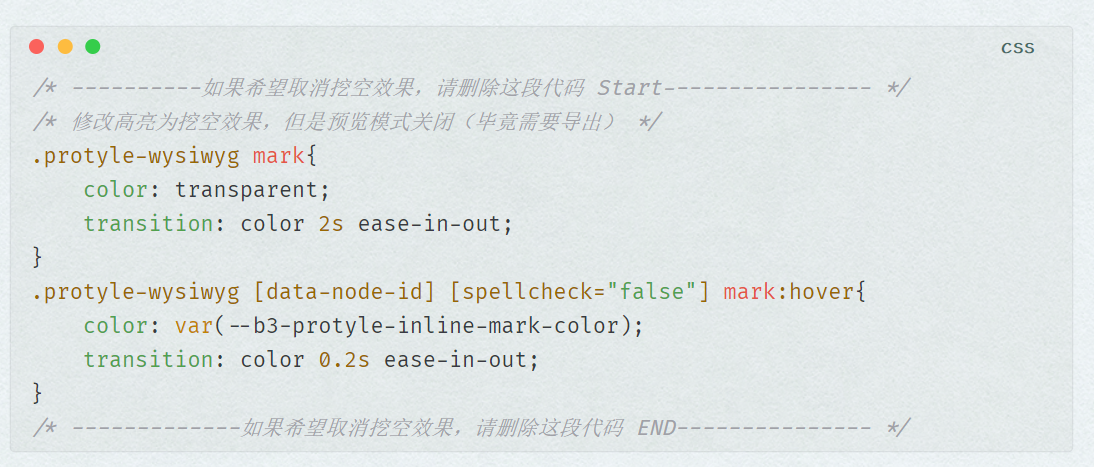 css
/* ----------如果希望取消挖空效果，请删除这段代码 Start---------------- */
/* 修改高亮为挖空效果，但是预览模式关闭（毕竟需要导出） */
.protyle-wysiwyg mark{
    color: transparent;
    transition: color 2s ease-in-out;
}
.protyle-wysiwyg [data-node-id] [spellcheck="false"] mark:hover{
    color: var(--b3-protyle-inline-mark-color);
    transition: color 0.2s ease-in-out;
}
/* -------------如果希望取消挖空效果，请删除这段代码 END--------------- */